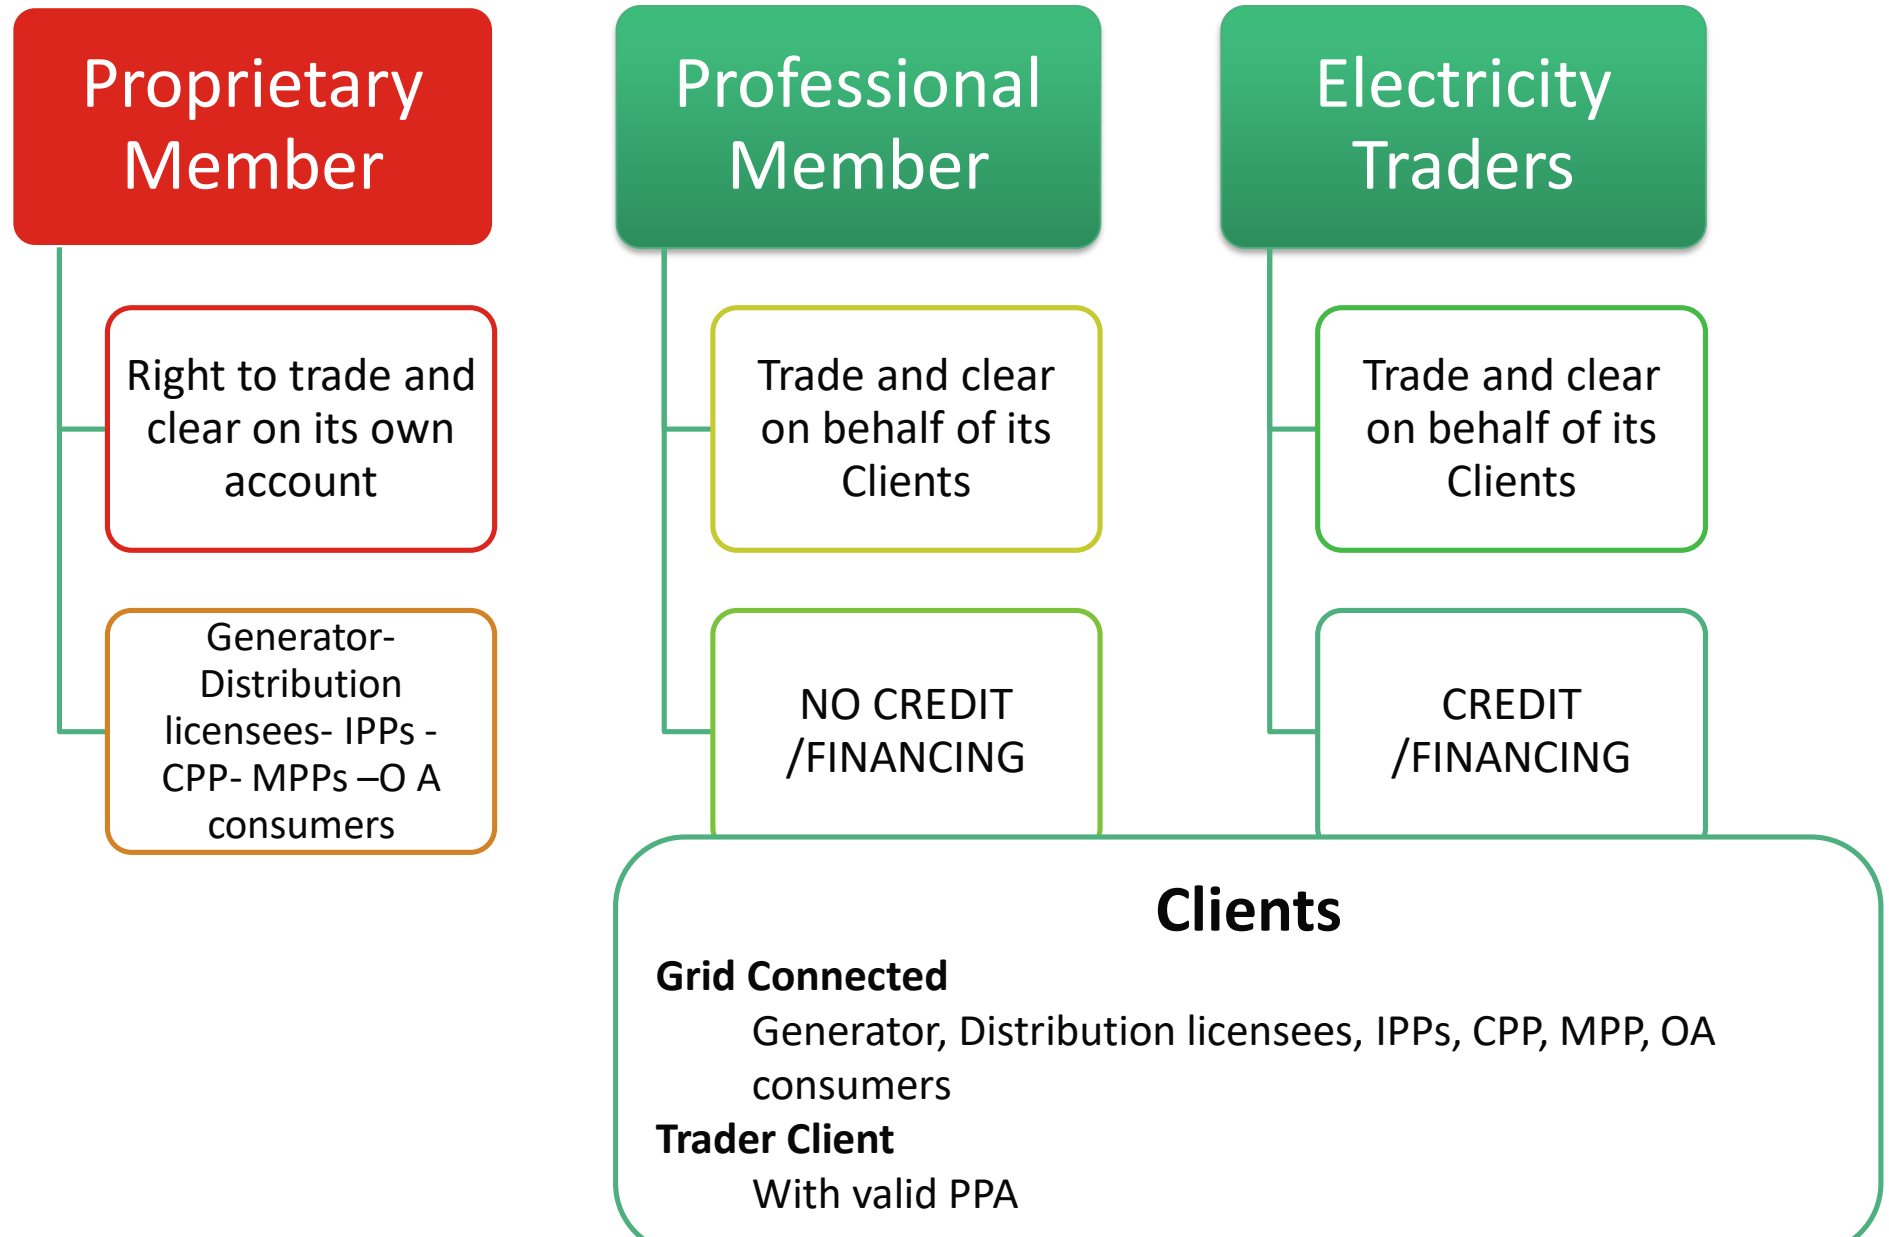 Proprietary
Member
Right to trade and
clear on its own
account
Generator-
Distribution
licensees- IPPs -
CPP- MPPs –O A
consumers
Professional
Member
Trade and clear
on behalf of its
Clients
NO CREDIT
/FINANCING
Electricity
Traders
Trade and clear
on behalf of its
Clients
CREDIT
/FINANCING
Clients
Grid Connected
Generator, Distribution licensees, IPPs, CPP, MPP, OA
consumers
Trader Client
With valid PPA